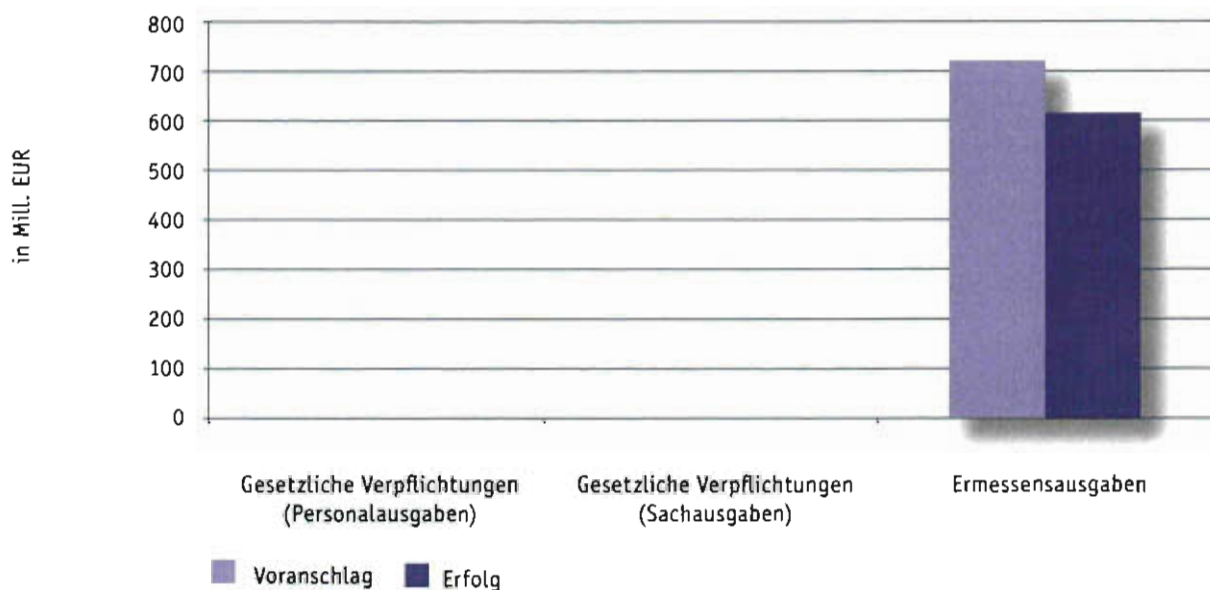 in Mill. EUR
800
700
600
500
400
300
200
100
0
Gesetzliche Verpflichtungen
(Personalausgaben)
Gesetzliche Verpflichtungen
(Sachausgaben)
Ermessensausgaben
Voranschlag
Erfolg